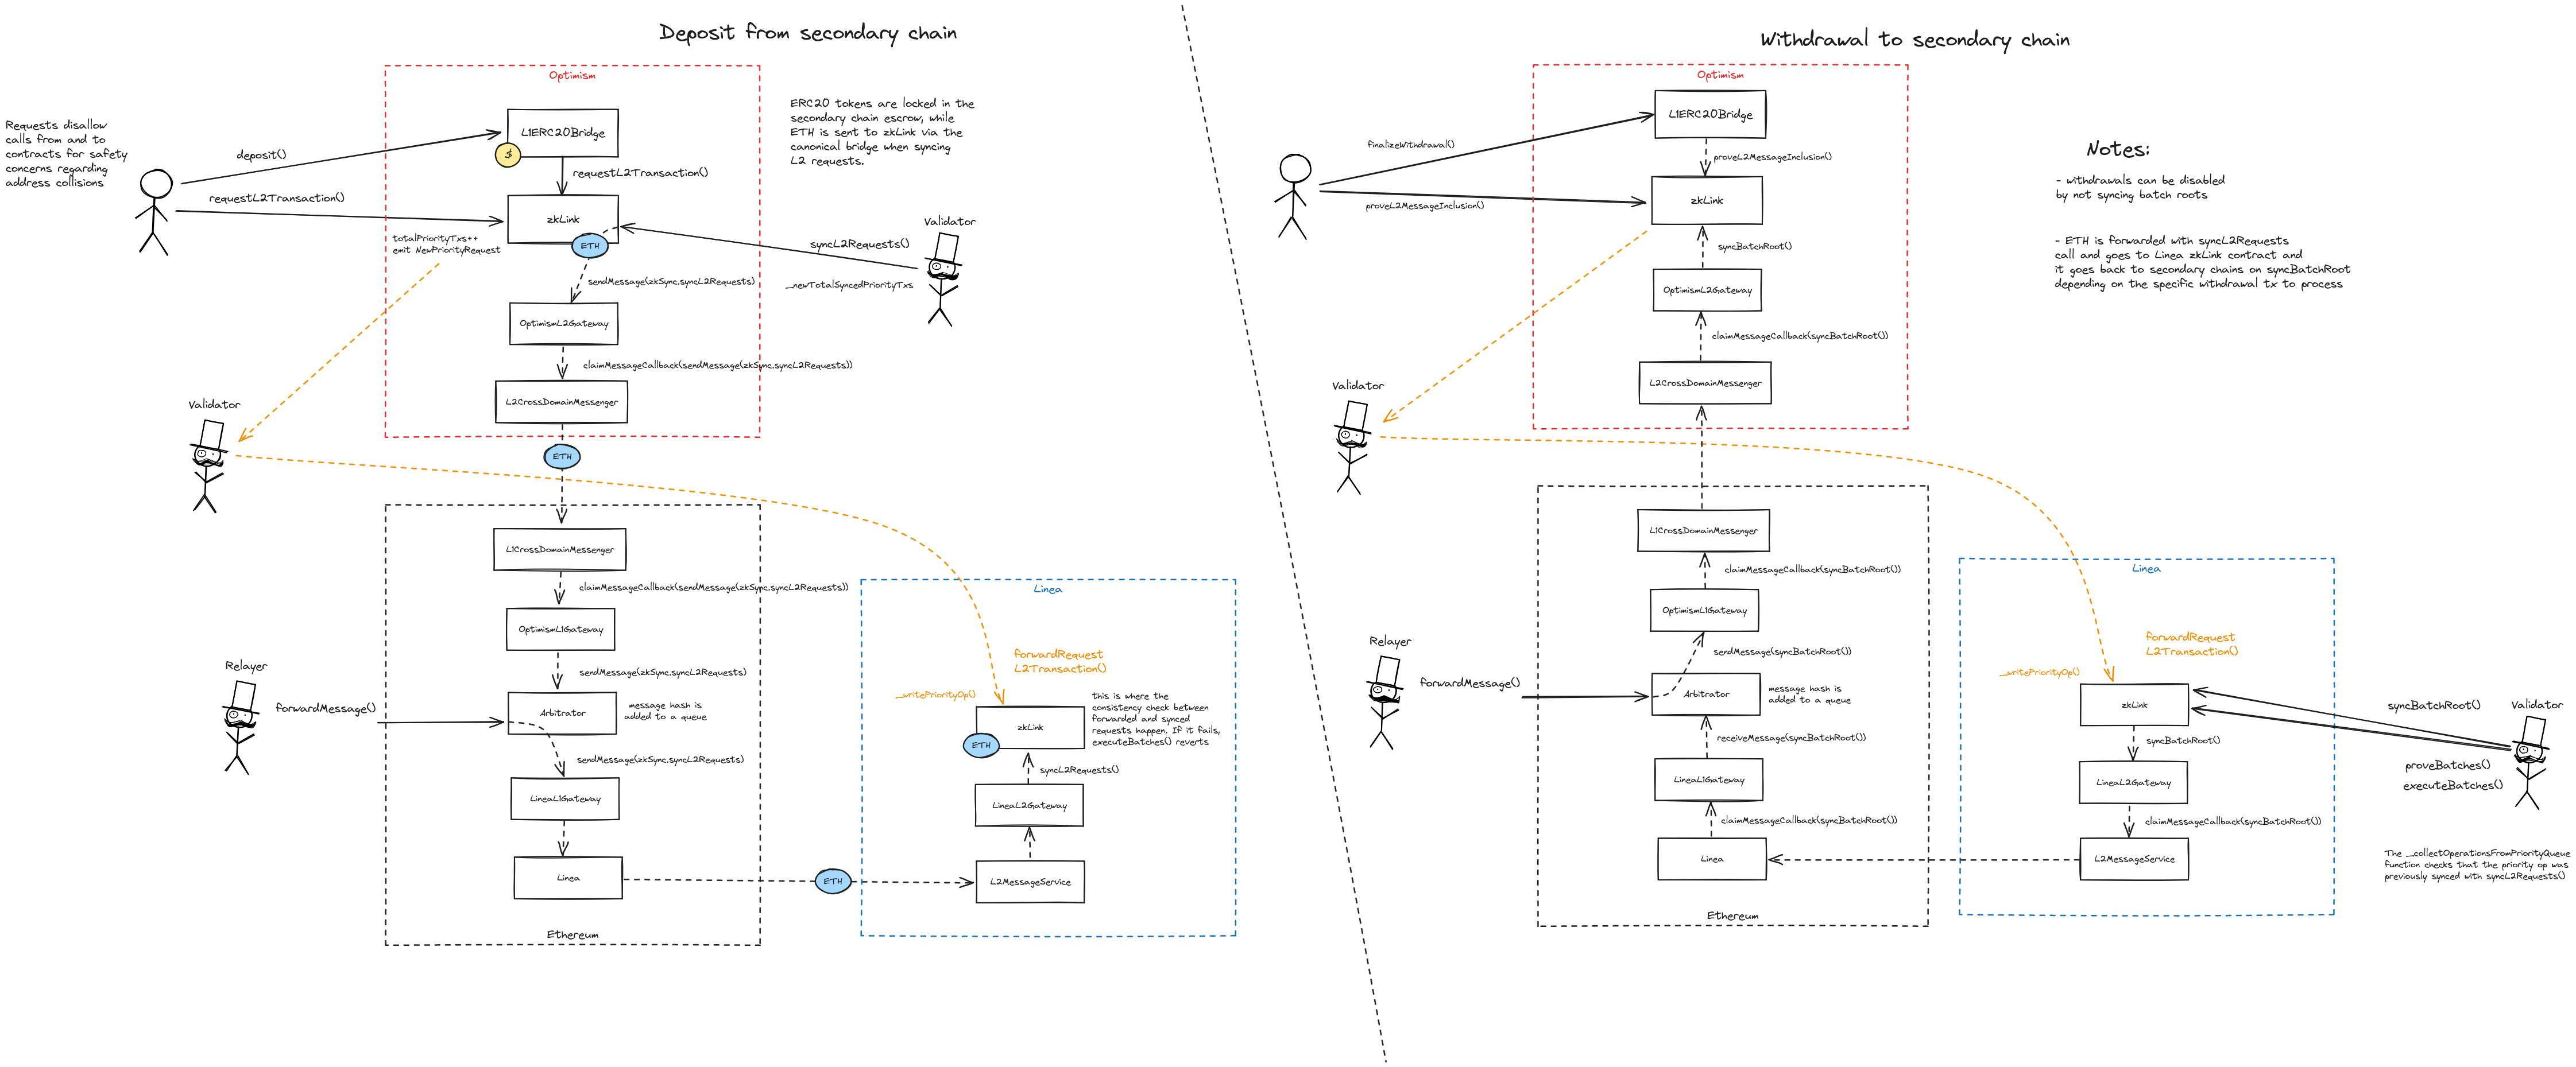 Deposit from secondary chain
Optimism
Requests disallow
calls from and to
contracts for safety
concerns regarding
address collisions
deposit()
requestL2Transaction()
L1ERC20Bridge
$
requestL2Transaction()
zkLink
ETH
totalPriorityTxs++
emit NewPriorityRequest
ERC20 tokens are locked in the
secondary chain escrow, while
ETH is sent to zkLink via the
canonical bridge when syncing
L2 requests.
Validator
syncL2Requests()
_newTotalSyncedPriorityTxs
sendMessage(zkSync.syncL2Requests)
OptimismL2Gateway
claimMessageCallback(sendMessage(zkSync.syncL2Requests))
L2CrossDomainMessenger
Validator
ETH
L1CrossDomainMessenger
claimMessageCallback(sendMessage(zkSync.syncL2Requests))
OptimismL1Gateway
sendMessage(zkSync.syncL2Requests)
Relayer
forwardMessage()
Arbitrator
message hash is
added to a queue
sendMessage(zkSync.syncL2Requests)
LineaL1Gateway
Linea
Ethereum
ETH
Linea
forwardRequest
L2Transaction()
_writePriorityOp()
zkLink
ETH
this is where the
consistency check between
forwarded and synced
requests happen. If it fails,
executeBatches() reverts
syncL2Requests()
LineaL2Gateway
L2MessageService
Withdrawal to secondary chain
Optimism
L1ERC20Bridge
finalizeWithdrawal()
proveL2MessageInclusion()
zkLink
proveL2MessageInclusion()
syncBatchRoot()
OptimismL2Gateway
claimMessageCallback(syncBatchRoot())
L2CrossDomainMessenger
Validator
Notes:
- withdrawals can be disabled
by not syncing batch roots
- ETH is forwarded with syncL2Requests
call and goes to Linea zkLink contract and
it goes back to secondary chains on syncBatchRoot
depending on the specific withdrawal tx to process
L1CrossDomainMessenger
claimMessageCallback(syncBatchRoot())
OptimismL1Gateway
sendMessage(syncBatchRoot())
Relayer
forwardMessage()
Arbitrator
message hash is
added to a queue
receiveMessage(syncBatchRoot())
LineaL1Gateway
claimMessageCallback(syncBatchRoot())
Linea
Ethereum
Linea
forwardRequest
L2Transaction()
_writePriorityOp()
zkLink
syncBatchRoot()
LineaL2Gateway
claimMessageCallback(syncBatchRoot())
L2MessageService
syncBatchRoot()
Validator
proveBatches()
executeBatches()
The _collectOperationsFromPriorityQueue
function checks that the priority op was
previously synced with syncL2Requests()